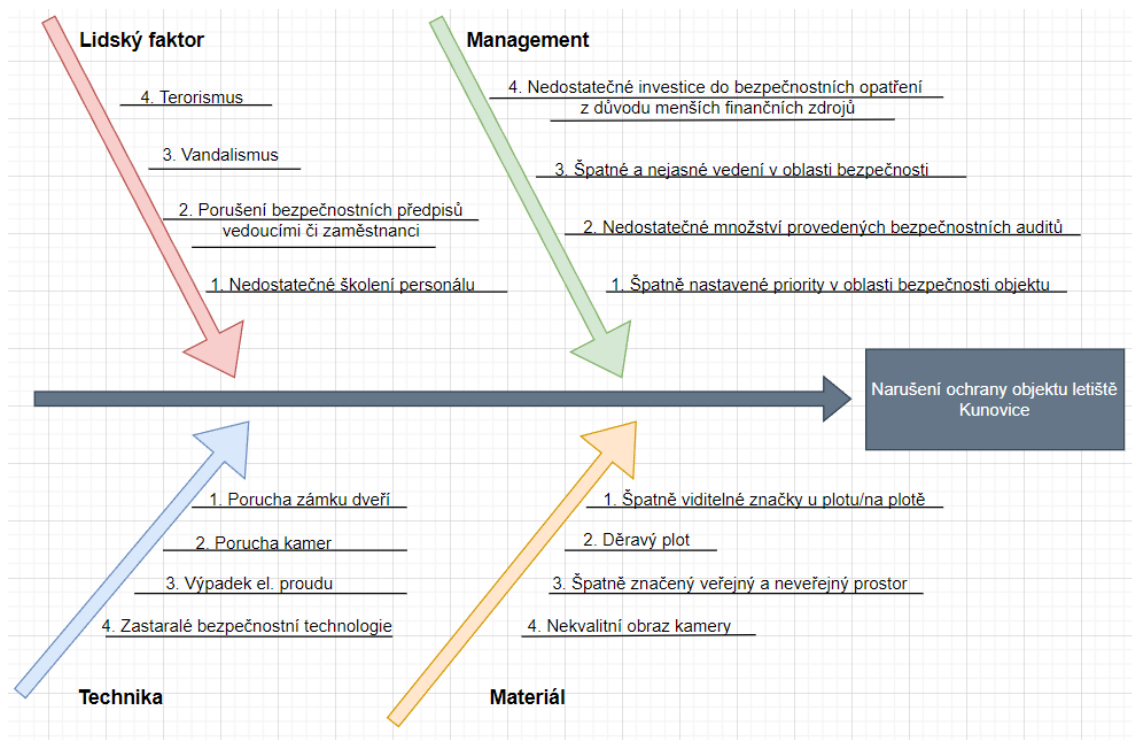 Lidský faktor
4. Terorismus
3. Vandalismus
2. Porušení bezpečnostních předpisů
vedoucími či zaměstnanci
1. Nedostatečné školení personálu
Management
4. Nedostatečné investice do bezpečnostních opatření
z důvodu menších finančních zdrojů
3. Špatné a nejasné vedení v oblasti bezpečnosti
2. Nedostatečné množství provedených bezpečnostních auditů
1. Špatně nastavené priority v oblasti bezpečnosti objektu
Narušení ochrany objektu letiště
Kunovice
1. Porucha zámku dveří
2. Porucha kamer
3. Výpadek el. proudu
4. Zastaralé bezpečnostní technologie
Technika
1. Špatně viditelné značky u plotu/na plotě
2. Děravý plot
3. Špatně značený veřejný a neveřejný prostor
4. Nekvalitní obraz kamery
Materiál